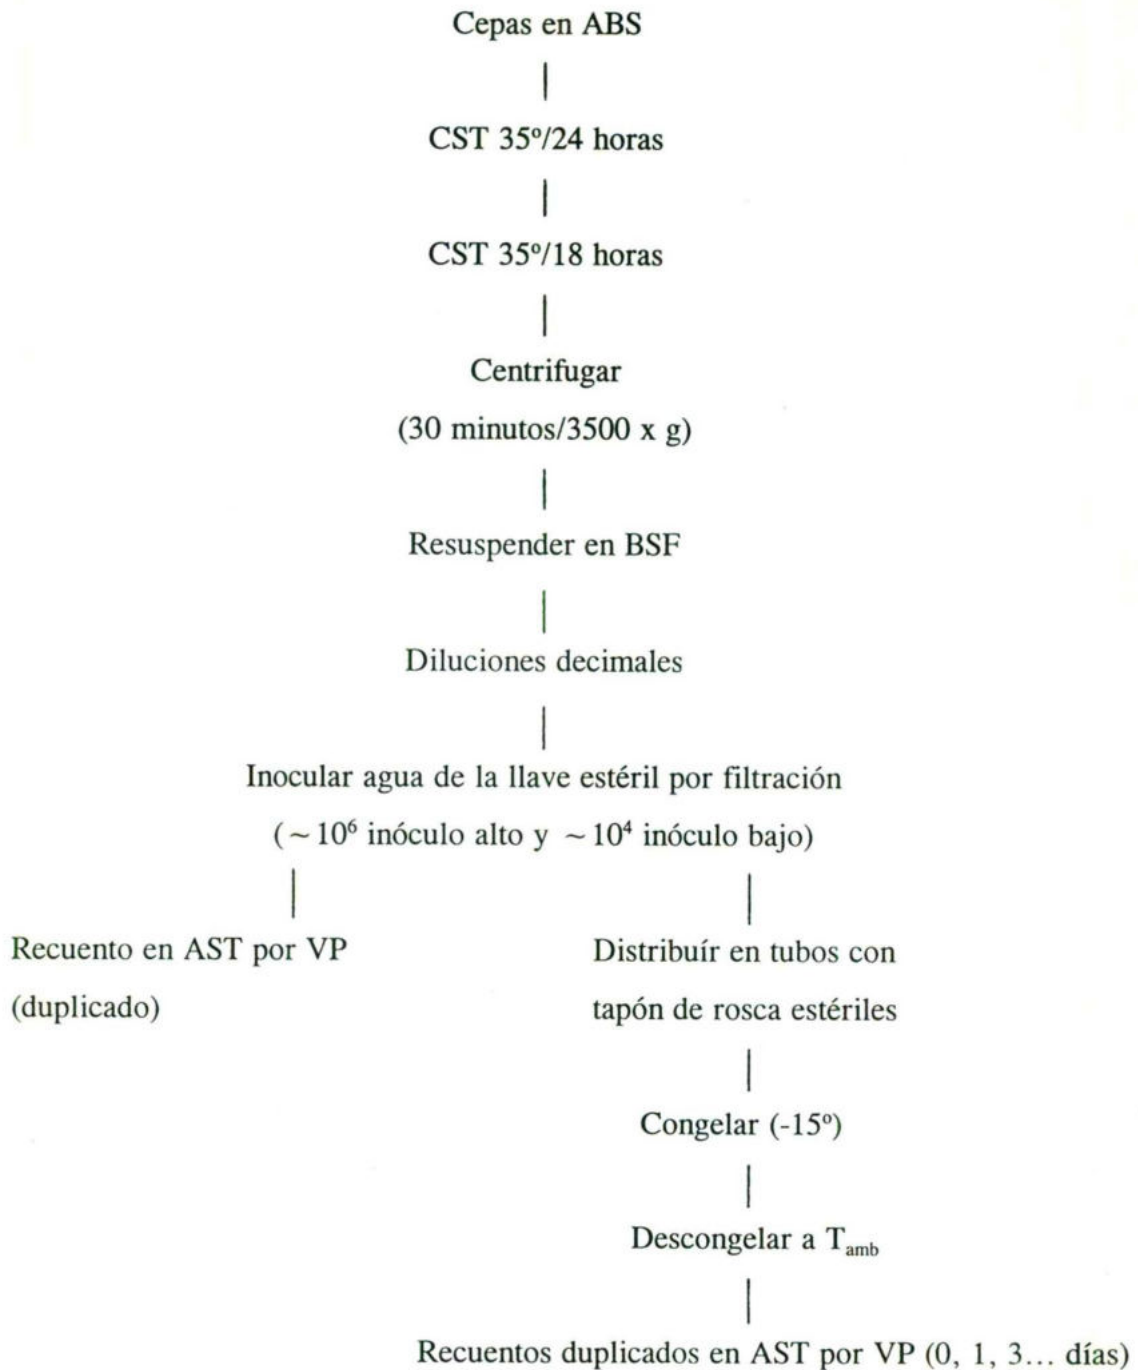 Cepas en ABS
CST 35º/24 horas
CST 35º/18 horas
Centrifugar
(30 minutos/3500 x g)
Resuspender en BSF
Diluciones decimales
Inocular agua de la llave estéril por filtración
(~10⁶ inóculo alto y ~10⁴ inóculo bajo)
Recuento en AST por VP
(duplicado)
Distribuír en tubos con
tapón de rosca estériles
Congelar (-15º)
Descongelar a Tamb
Recuentos duplicados en AST por VP (0, 1, 3... días)